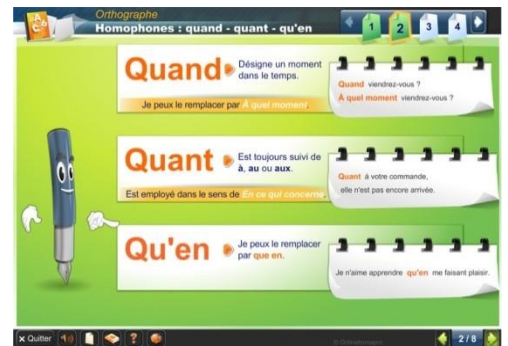 Orthographe
Homophones : quand - quant - qu'en
1 2 3 4
Quand
Désigne un moment
dans le temps.
Je peux le remplacer par À quel moment.
Quand viendrez-vous ?
À quel moment viendrez-vous ?
Quant
Est toujours suivi de
à, au ou aux.
Est employé dans le sens de En ce qui concerne.
Quant à votre commande,
elle n'est pas encore arrivée.
Qu'en
Je peux le remplacer
par que en.
Je n'aime apprendre qu'en me faisant plaisir.
x Quitter
?
2 / 8